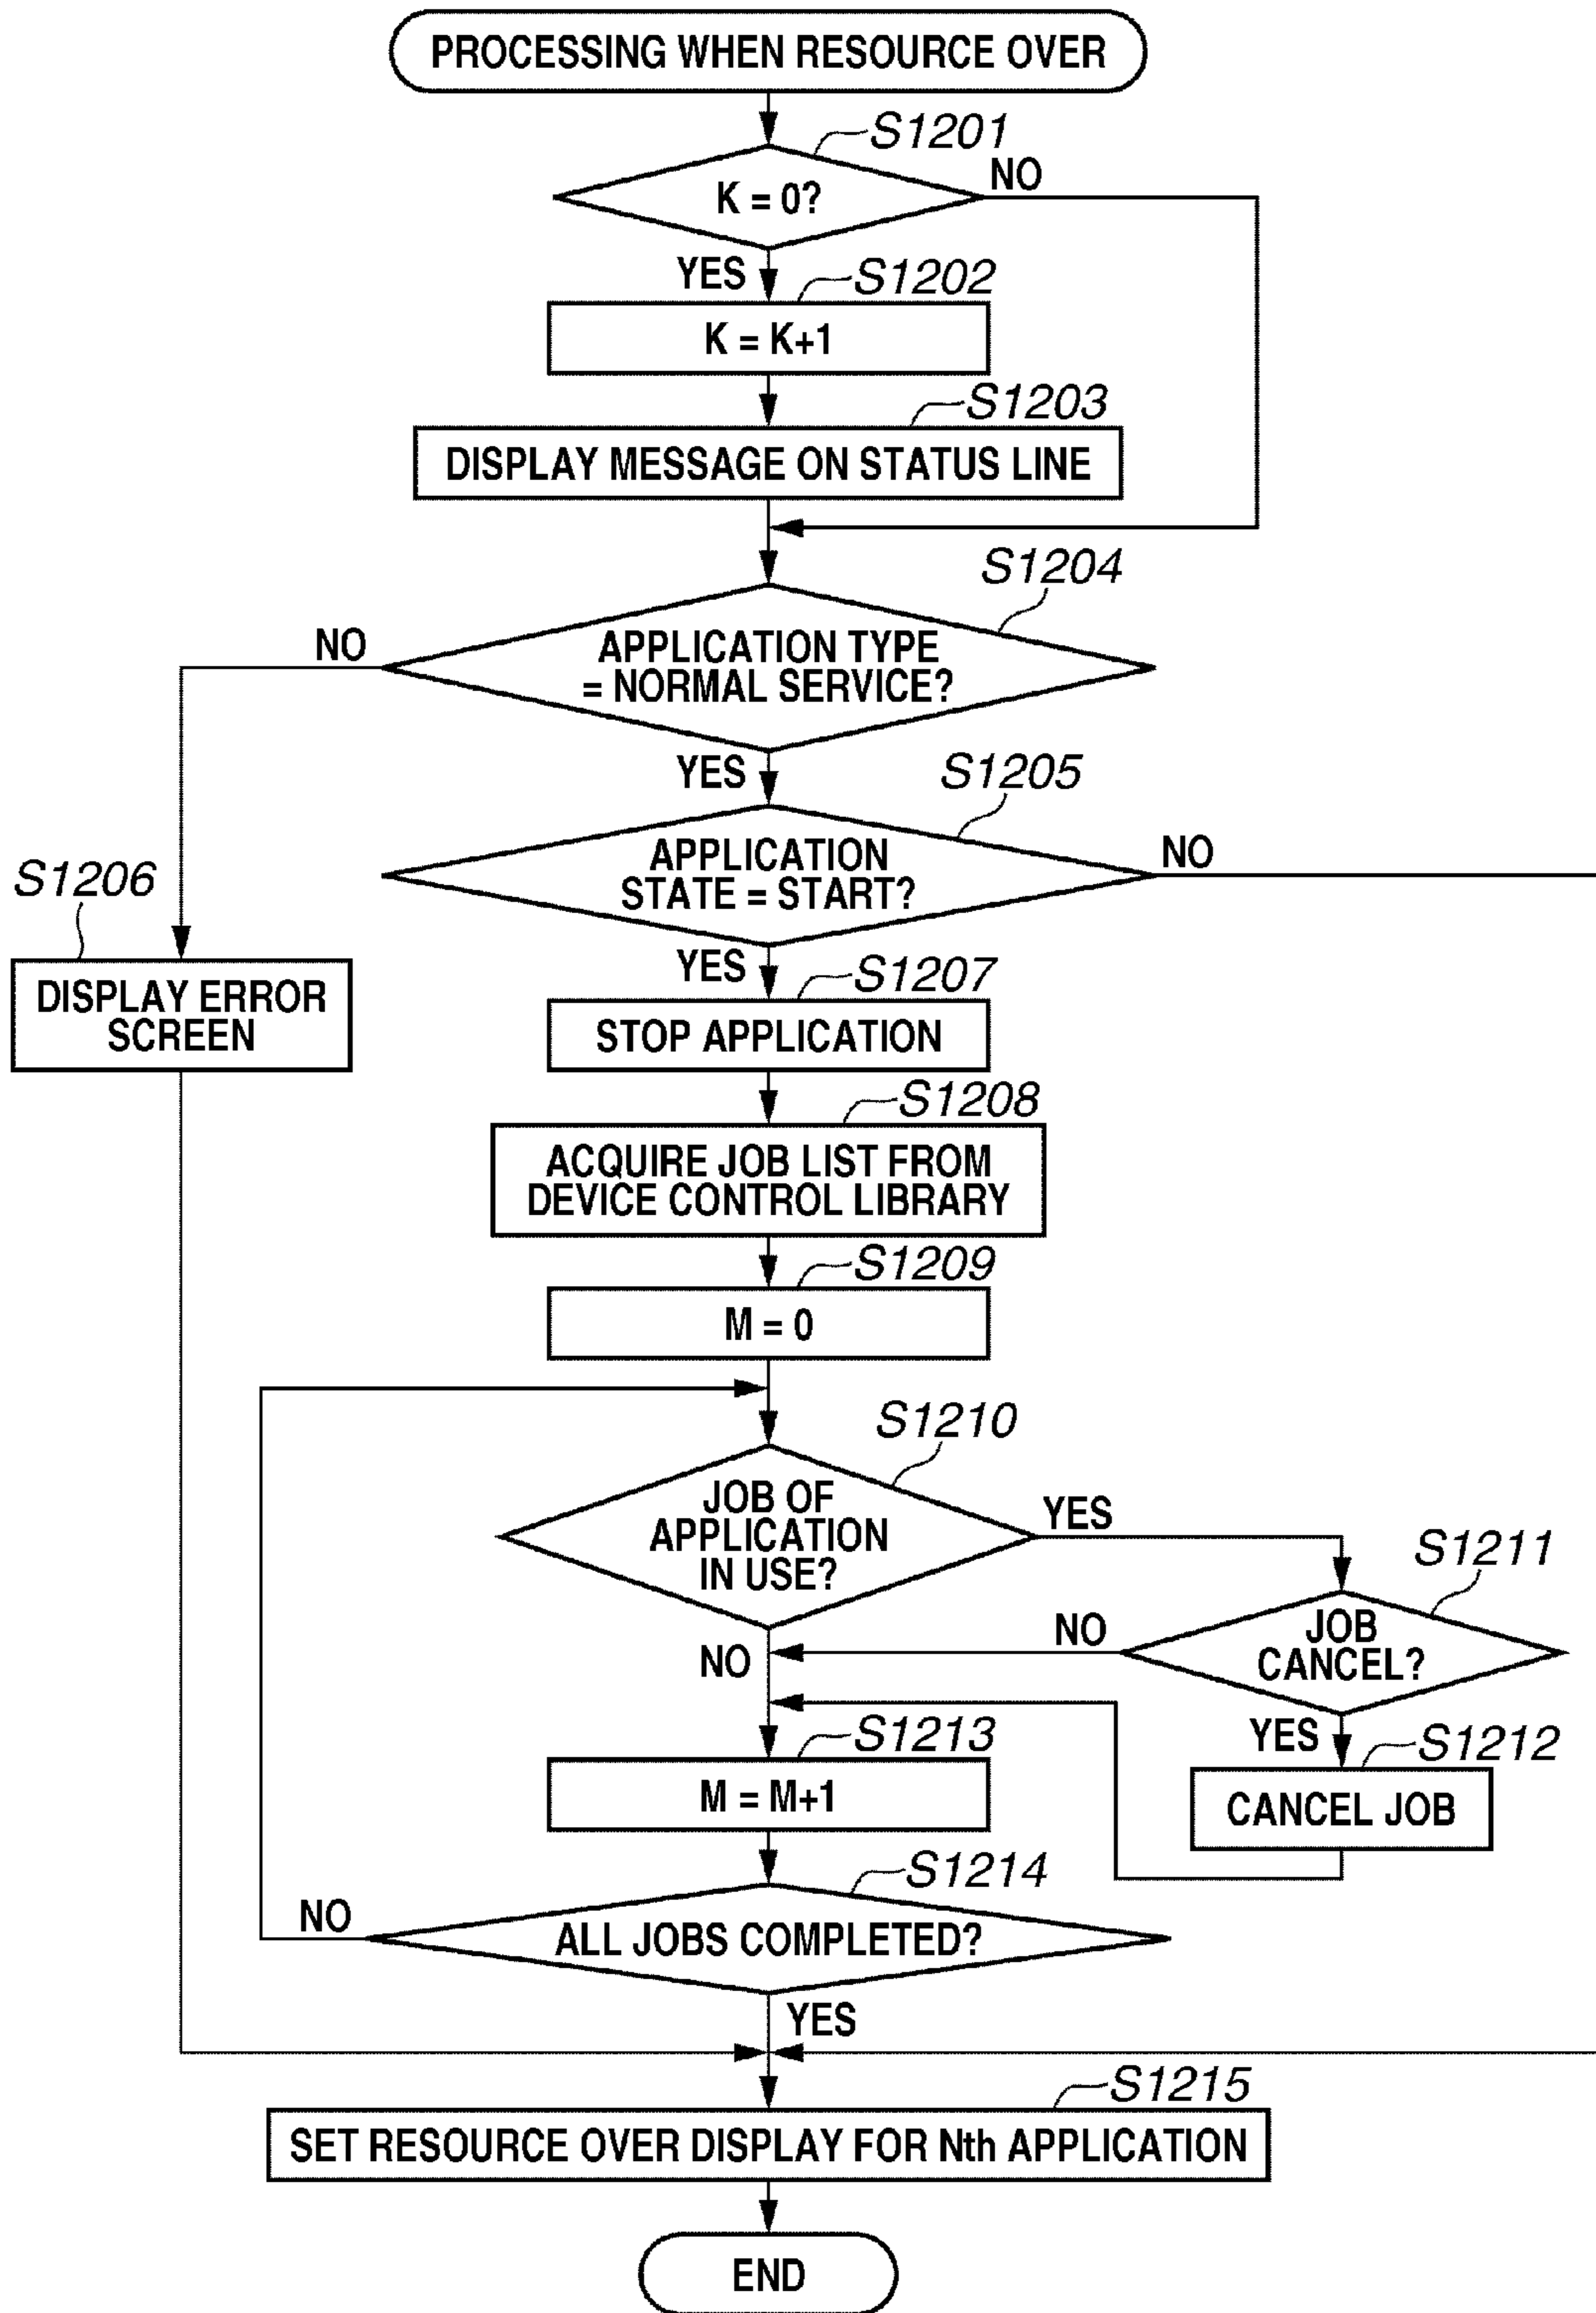 PROCESSING WHEN RESOURCE OVER
S1201
K = 0?
NO
YES
S1202
K = K+1
S1203
DISPLAY MESSAGE ON STATUS LINE
S1204
NO
APPLICATION TYPE
= NORMAL SERVICE?
YES
S1205
APPLICATION
STATE = START?
NO
S1206
DISPLAY ERROR
SCREEN
YES
S1207
STOP APPLICATION
S1208
ACQUIRE JOB LIST FROM
DEVICE CONTROL LIBRARY
S1209
M = 0
S1210
JOB OF
APPLICATION
IN USE?
YES
S1211
JOB
CANCEL?
NO
NO
YES
S1212
CANCEL JOB
S1213
M = M+1
S1214
NO
ALL JOBS COMPLETED?
YES
S1215
SET RESOURCE OVER DISPLAY FOR Nth APPLICATION
END